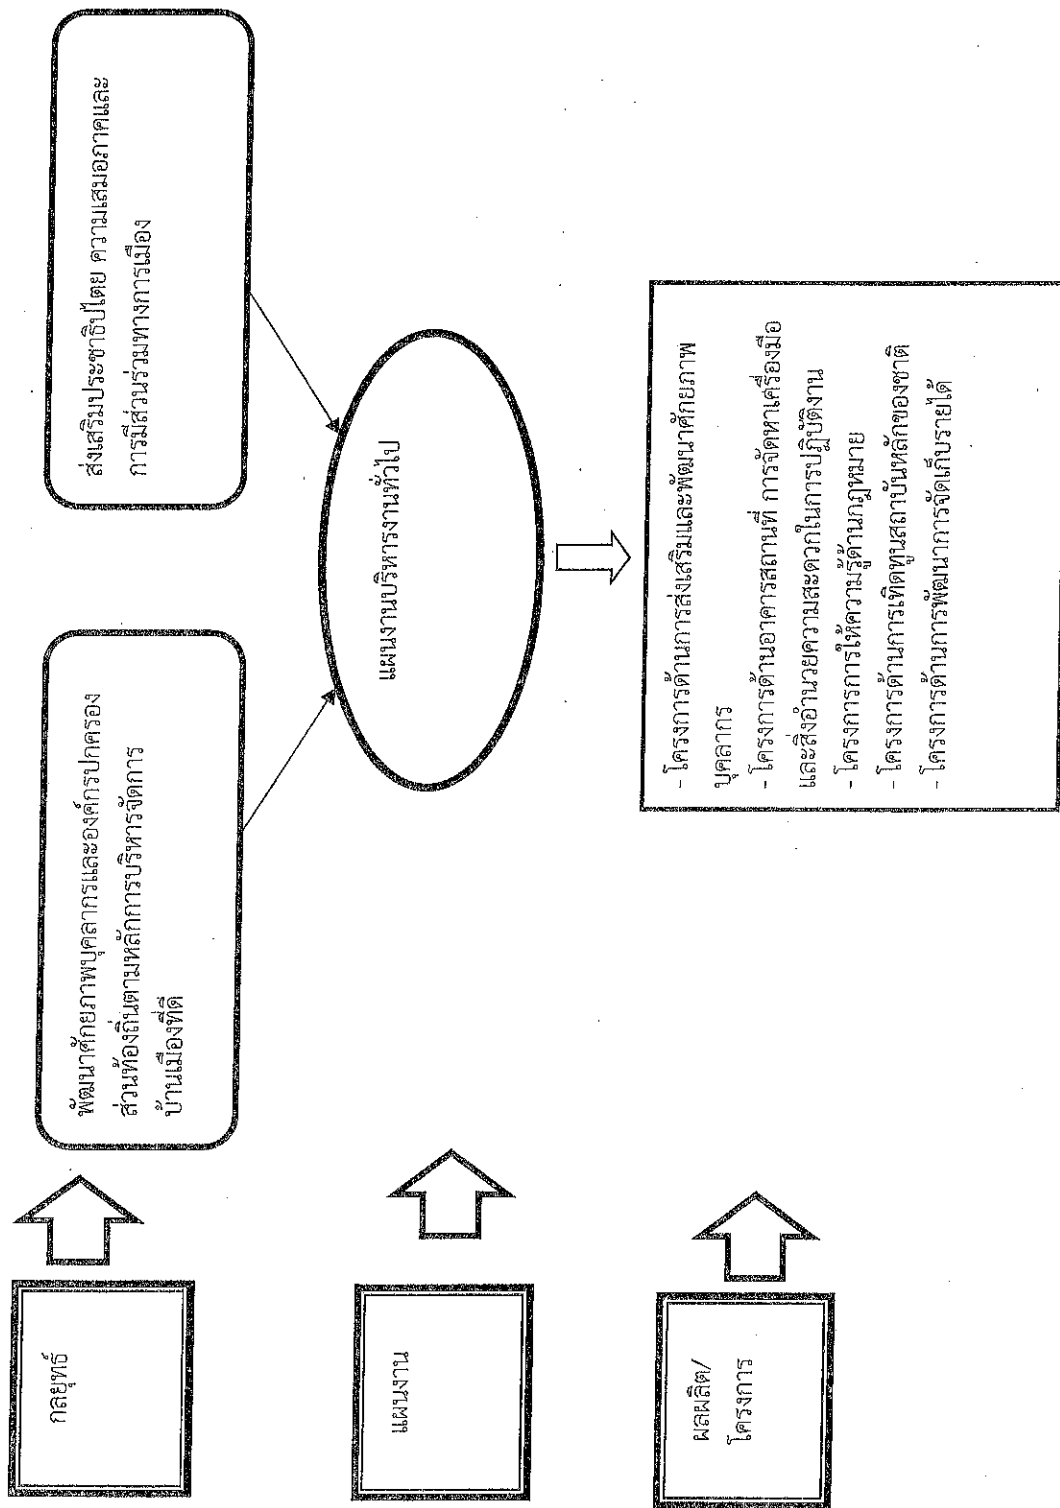 กลยุทธ์
พัฒนาศักยภาพบุคลากรและองค์กรปกครอง
ส่วนท้องถิ่นตามหลักการบริหารจัดการ
บ้านเมืองที่ดี
ส่งเสริมประชาธิปไตย ความเสมอภาคและ
การมีส่วนร่วมทางการเมือง
แผนงาน
แผนงานบริหารงานทั่วไป
ผลผลิต/
โครงการ
- โครงการด้านการส่งเสริมและพัฒนาศักยภาพ
บุคลากร
- โครงการด้านอาคารสถานที่ การจัดหาเครื่องมือ
และสิ่งอำนวยความสะดวกในการปฏิบัติงาน
- โครงการการให้ความรู้ด้านกฎหมาย
- โครงการด้านการเทิดทูนสถาบันหลักของชาติ
- โครงการด้านการพัฒนาการจัดเก็บรายได้